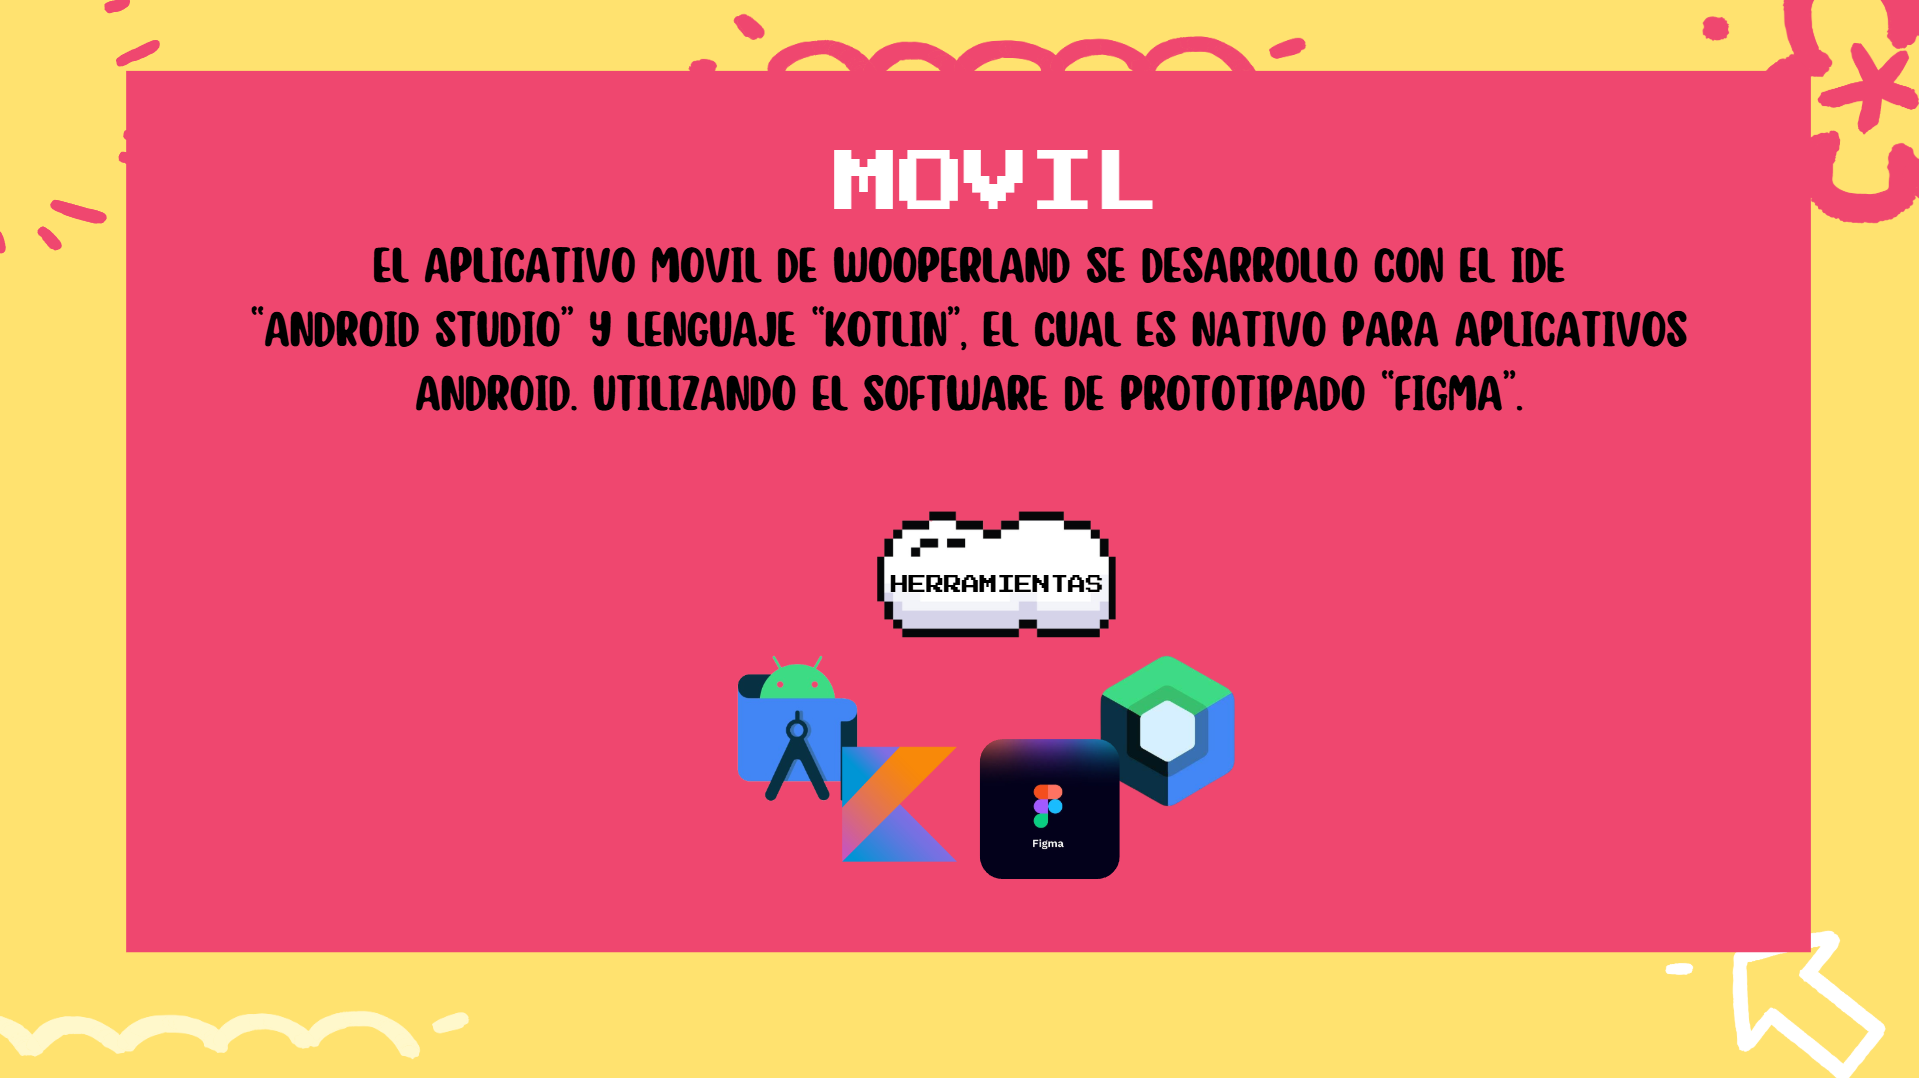 MOVIL
EL APLICATIVO MOVIL DE WOOPERLAND SE DESARROLLO CON EL IDE
“ANDROID STUDIO” Y LENGUAJE “KOTLIN”, EL CUAL ES NATIVO PARA APLICATIVOS
ANDROID. UTILIZANDO EL SOFTWARE DE PROTOTIPADO “FIGMA”.
HERRAMIENTAS
Figma